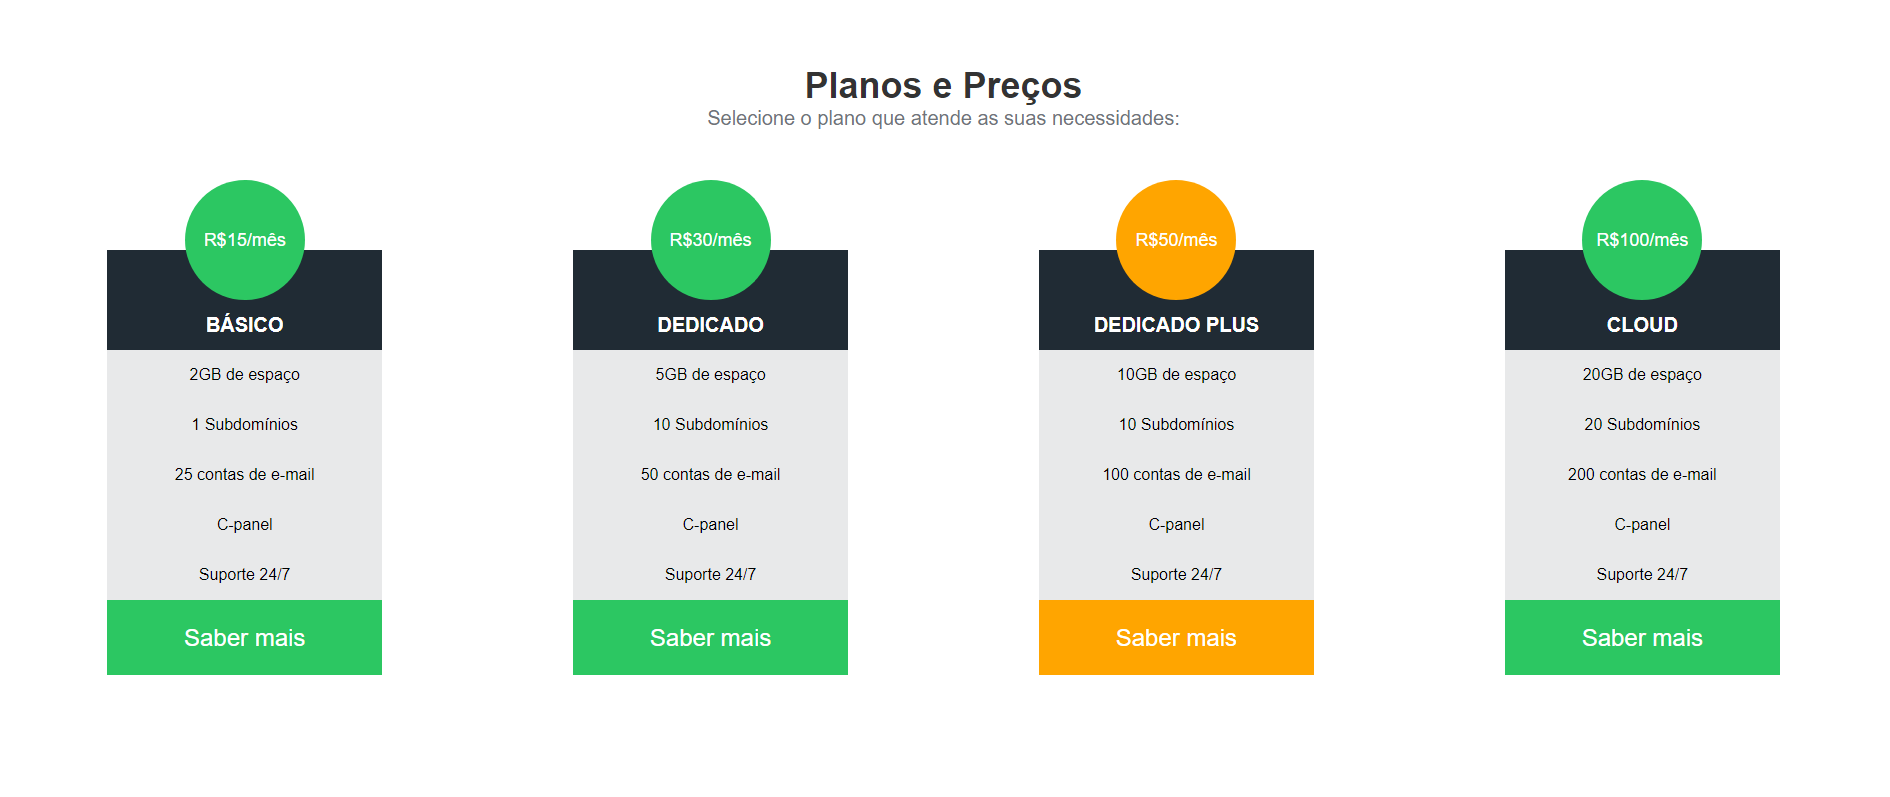 Planos e Preços
Selecione o plano que atende as suas necessidades:
R$15/mês
BÁSICO
2GB de espaço
1 Subdomínios
25 contas de e-mail
C-panel
Suporte 24/7
Saber mais
R$30/mês
DEDICADO
5GB de espaço
10 Subdomínios
50 contas de e-mail
C-panel
Suporte 24/7
Saber mais
R$50/mês
DEDICADO PLUS
10GB de espaço
10 Subdomínios
100 contas de e-mail
C-panel
Suporte 24/7
Saber mais
R$100/mês
CLOUD
20GB de espaço
20 Subdomínios
200 contas de e-mail
C-panel
Suporte 24/7
Saber mais